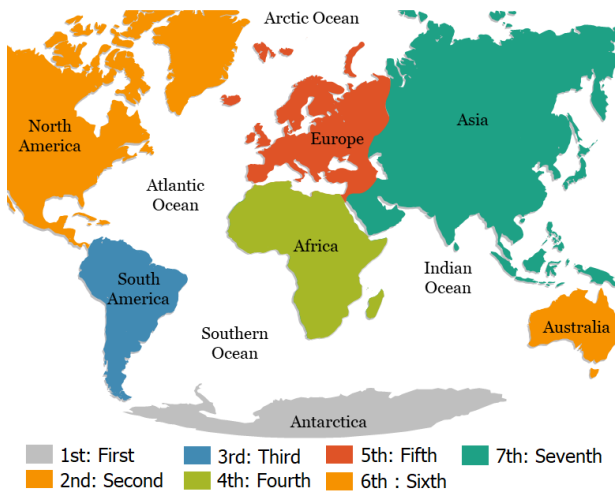 Arctic Ocean
North
America
Europe
Asia
Atlantic
Ocean
Africa
South
America
Indian
Ocean
Southern
Ocean
Australia
Antarctica
1st: First
3rd: Third
5th: Fifth
7th: Seventh
2nd: Second
4th: Fourth
6th : Sixth